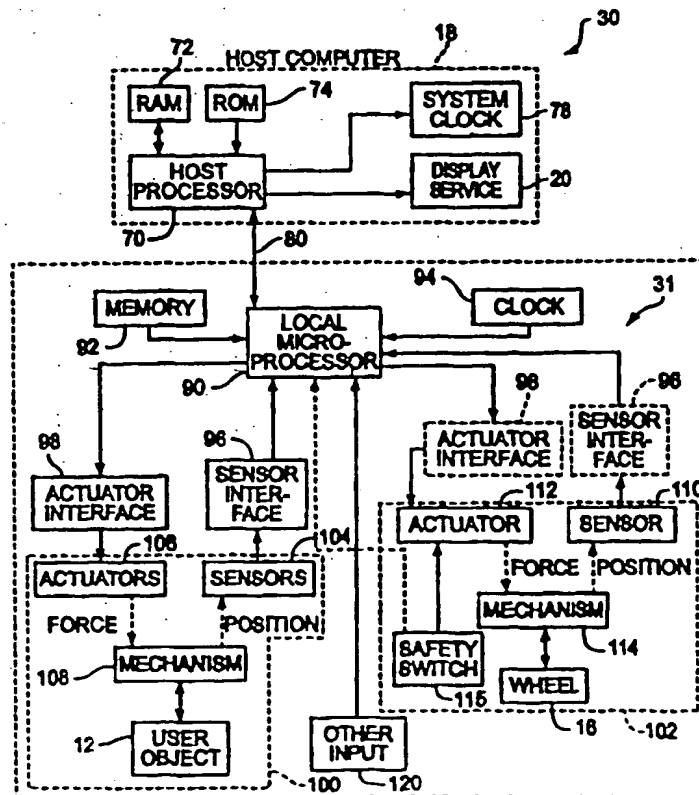 30
HOST COMPUTER 18
72
RAM
ROM
74
SYSTEM
CLOCK
78
HOST
PROCESSOR
70
DISPLAY
SERVICE
20
80
94
CLOCK
31
MEMORY
92
LOCAL
MICRO-
PROCESSOR
90
98
ACTUATOR
INTERFACE
96
SENSOR
INTER-
FACE
98
ACTUATOR
INTERFACE
96
SENSOR
INTER-
FACE
112
ACTUATOR
110
SENSOR
106
ACTUATORS
104
SENSORS
FORCE
POSITION
FORCE
POSITION
MECHANISM
108
MECHANISM
114
SAFETY
SWITCH
115
WHEEL
16
12
USER
OBJECT
100
OTHER
INPUT
120
102